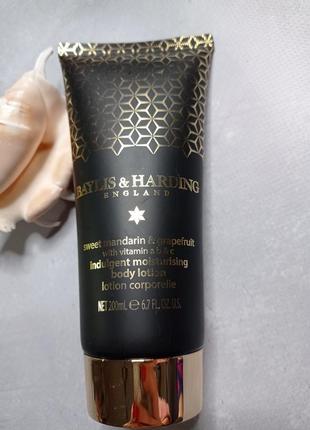 BAYLIS & HARDING
ENGLAND
sweet mandarin & grapefruit
with vitamin a b & c
indulgent moisturising
body lotion
lotion corporelle
NET 200mL ℮ 6.7 FL. OZ. U.S.